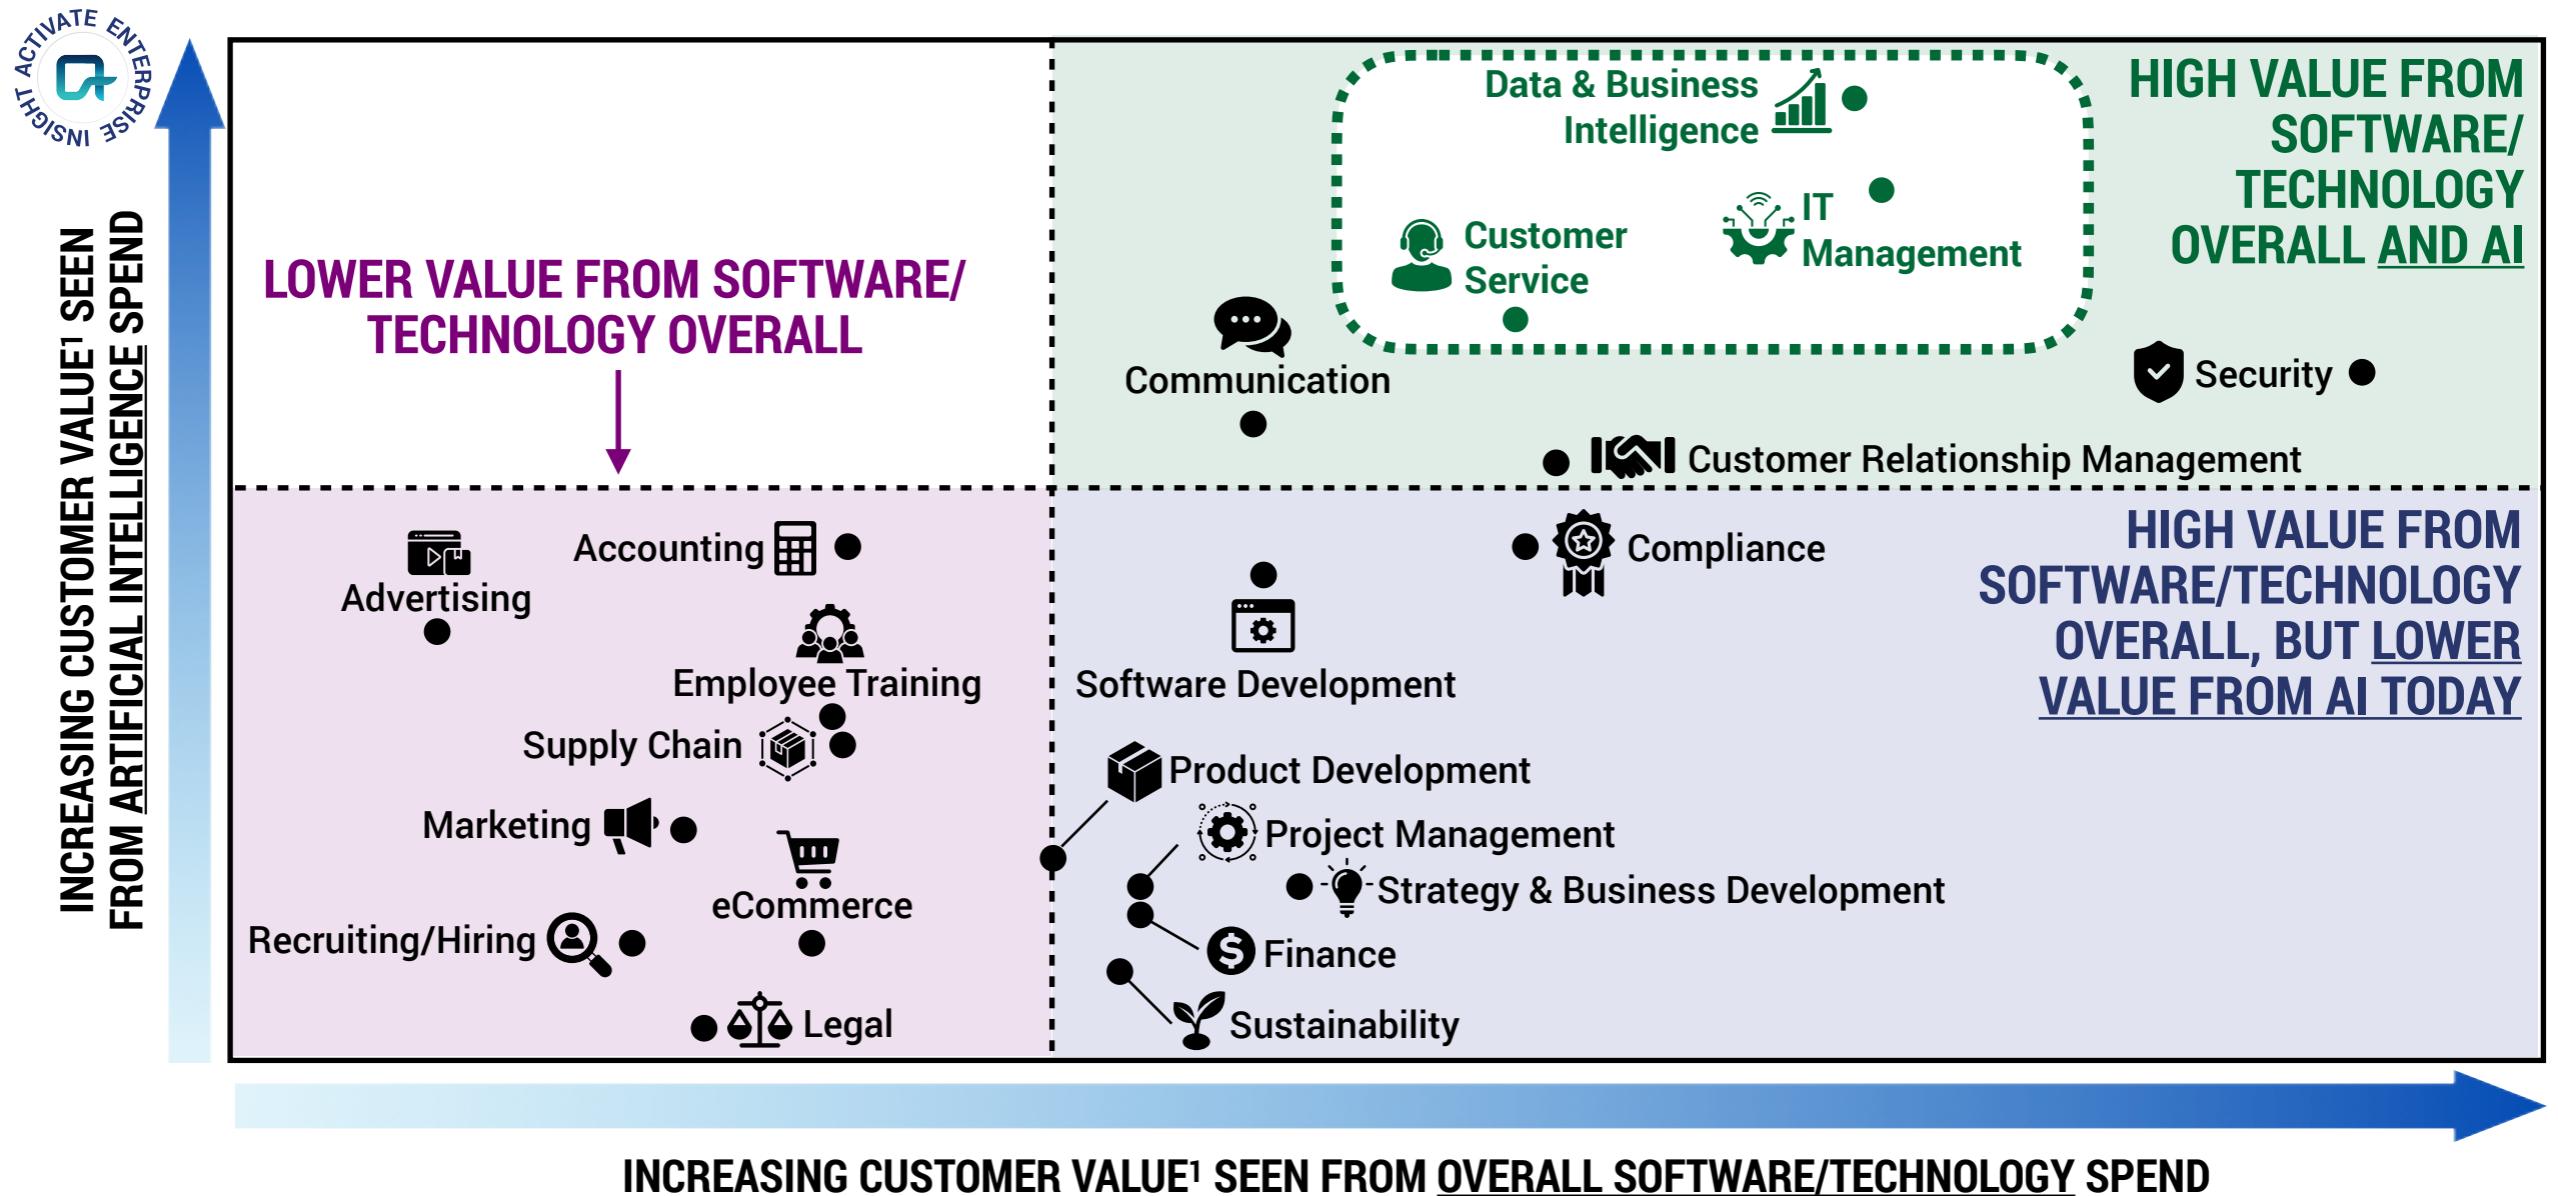 ACTIVATE ENTERPRISE INSIGHT
INCREASING CUSTOMER VALUE¹ SEEN
FROM ARTIFICIAL INTELLIGENCE SPEND
LOWER VALUE FROM SOFTWARE/
TECHNOLOGY OVERALL
Data & Business
Intelligence
IT
Management
Customer
Service
HIGH VALUE FROM
SOFTWARE/
TECHNOLOGY
OVERALL AND AI
Communication
Security
Customer Relationship Management
Advertising
Accounting
Employee Training
Supply Chain
Marketing
eCommerce
Recruiting/Hiring
Legal
Compliance
Software Development
HIGH VALUE FROM
SOFTWARE/TECHNOLOGY
OVERALL, BUT LOWER
VALUE FROM AI TODAY
Product Development
Project Management
Strategy & Business Development
Finance
Sustainability
INCREASING CUSTOMER VALUE¹ SEEN FROM OVERALL SOFTWARE/TECHNOLOGY SPEND